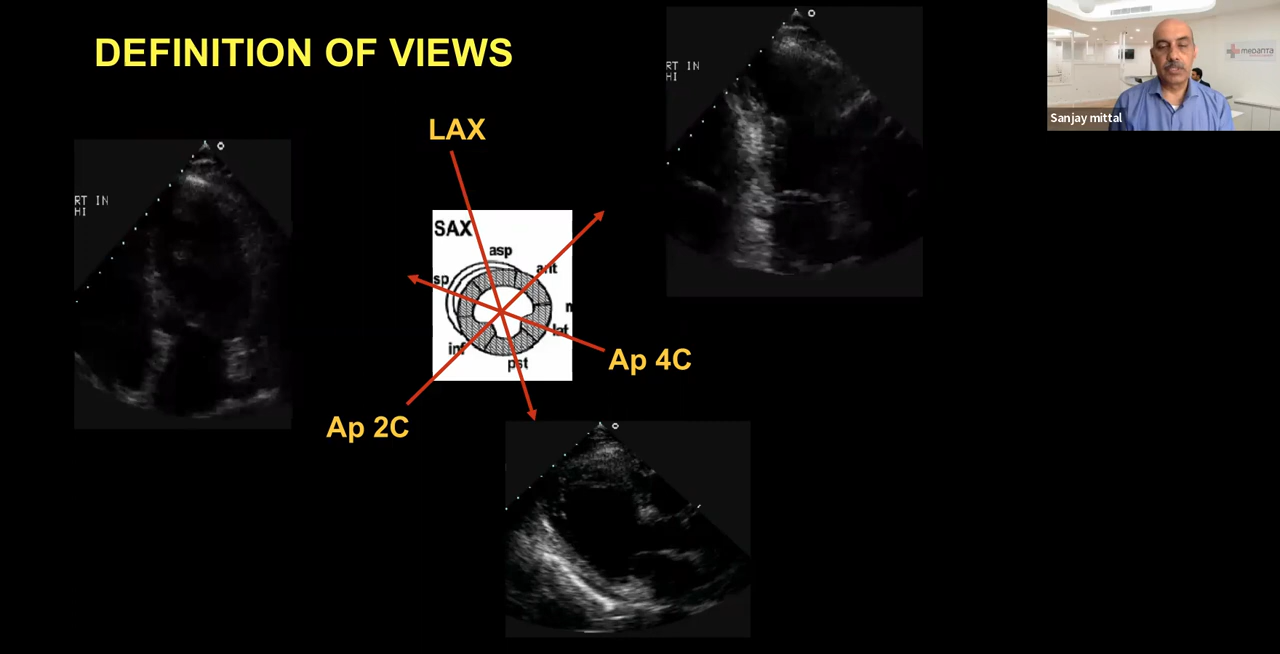 DEFINITION OF VIEWS
RT IN
HI
medanta
Sanjay mittal
LAX
RT IN
HI
SAX
asp
ant
sp
m
lat
inf
pst
Ap 4C
Ap 2C